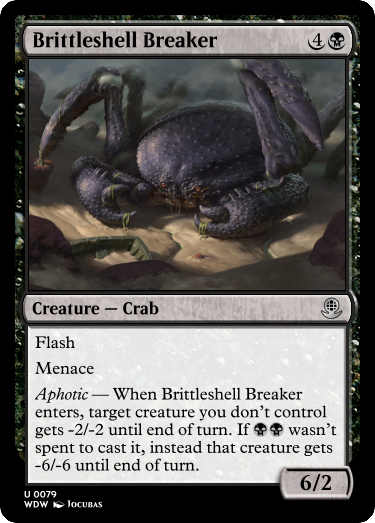 Brittleshell Breaker 4
Creature — Crab
Flash
Menace
Aphotic — When Brittleshell Breaker
enters, target creature you don't control
gets -2/-2 until end of turn. If wasn't
spent to cast it, instead that creature gets
-6/-6 until end of turn.
6/2
U 0079
WDW Jocubas